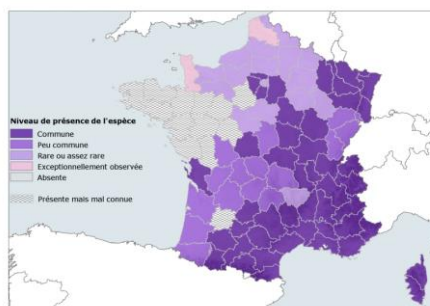 Niveau de présence de l'espèce
Commune
Peu commune
Rare ou assez rare
Exceptionnellement observée
Absente
Présente mais mal connue